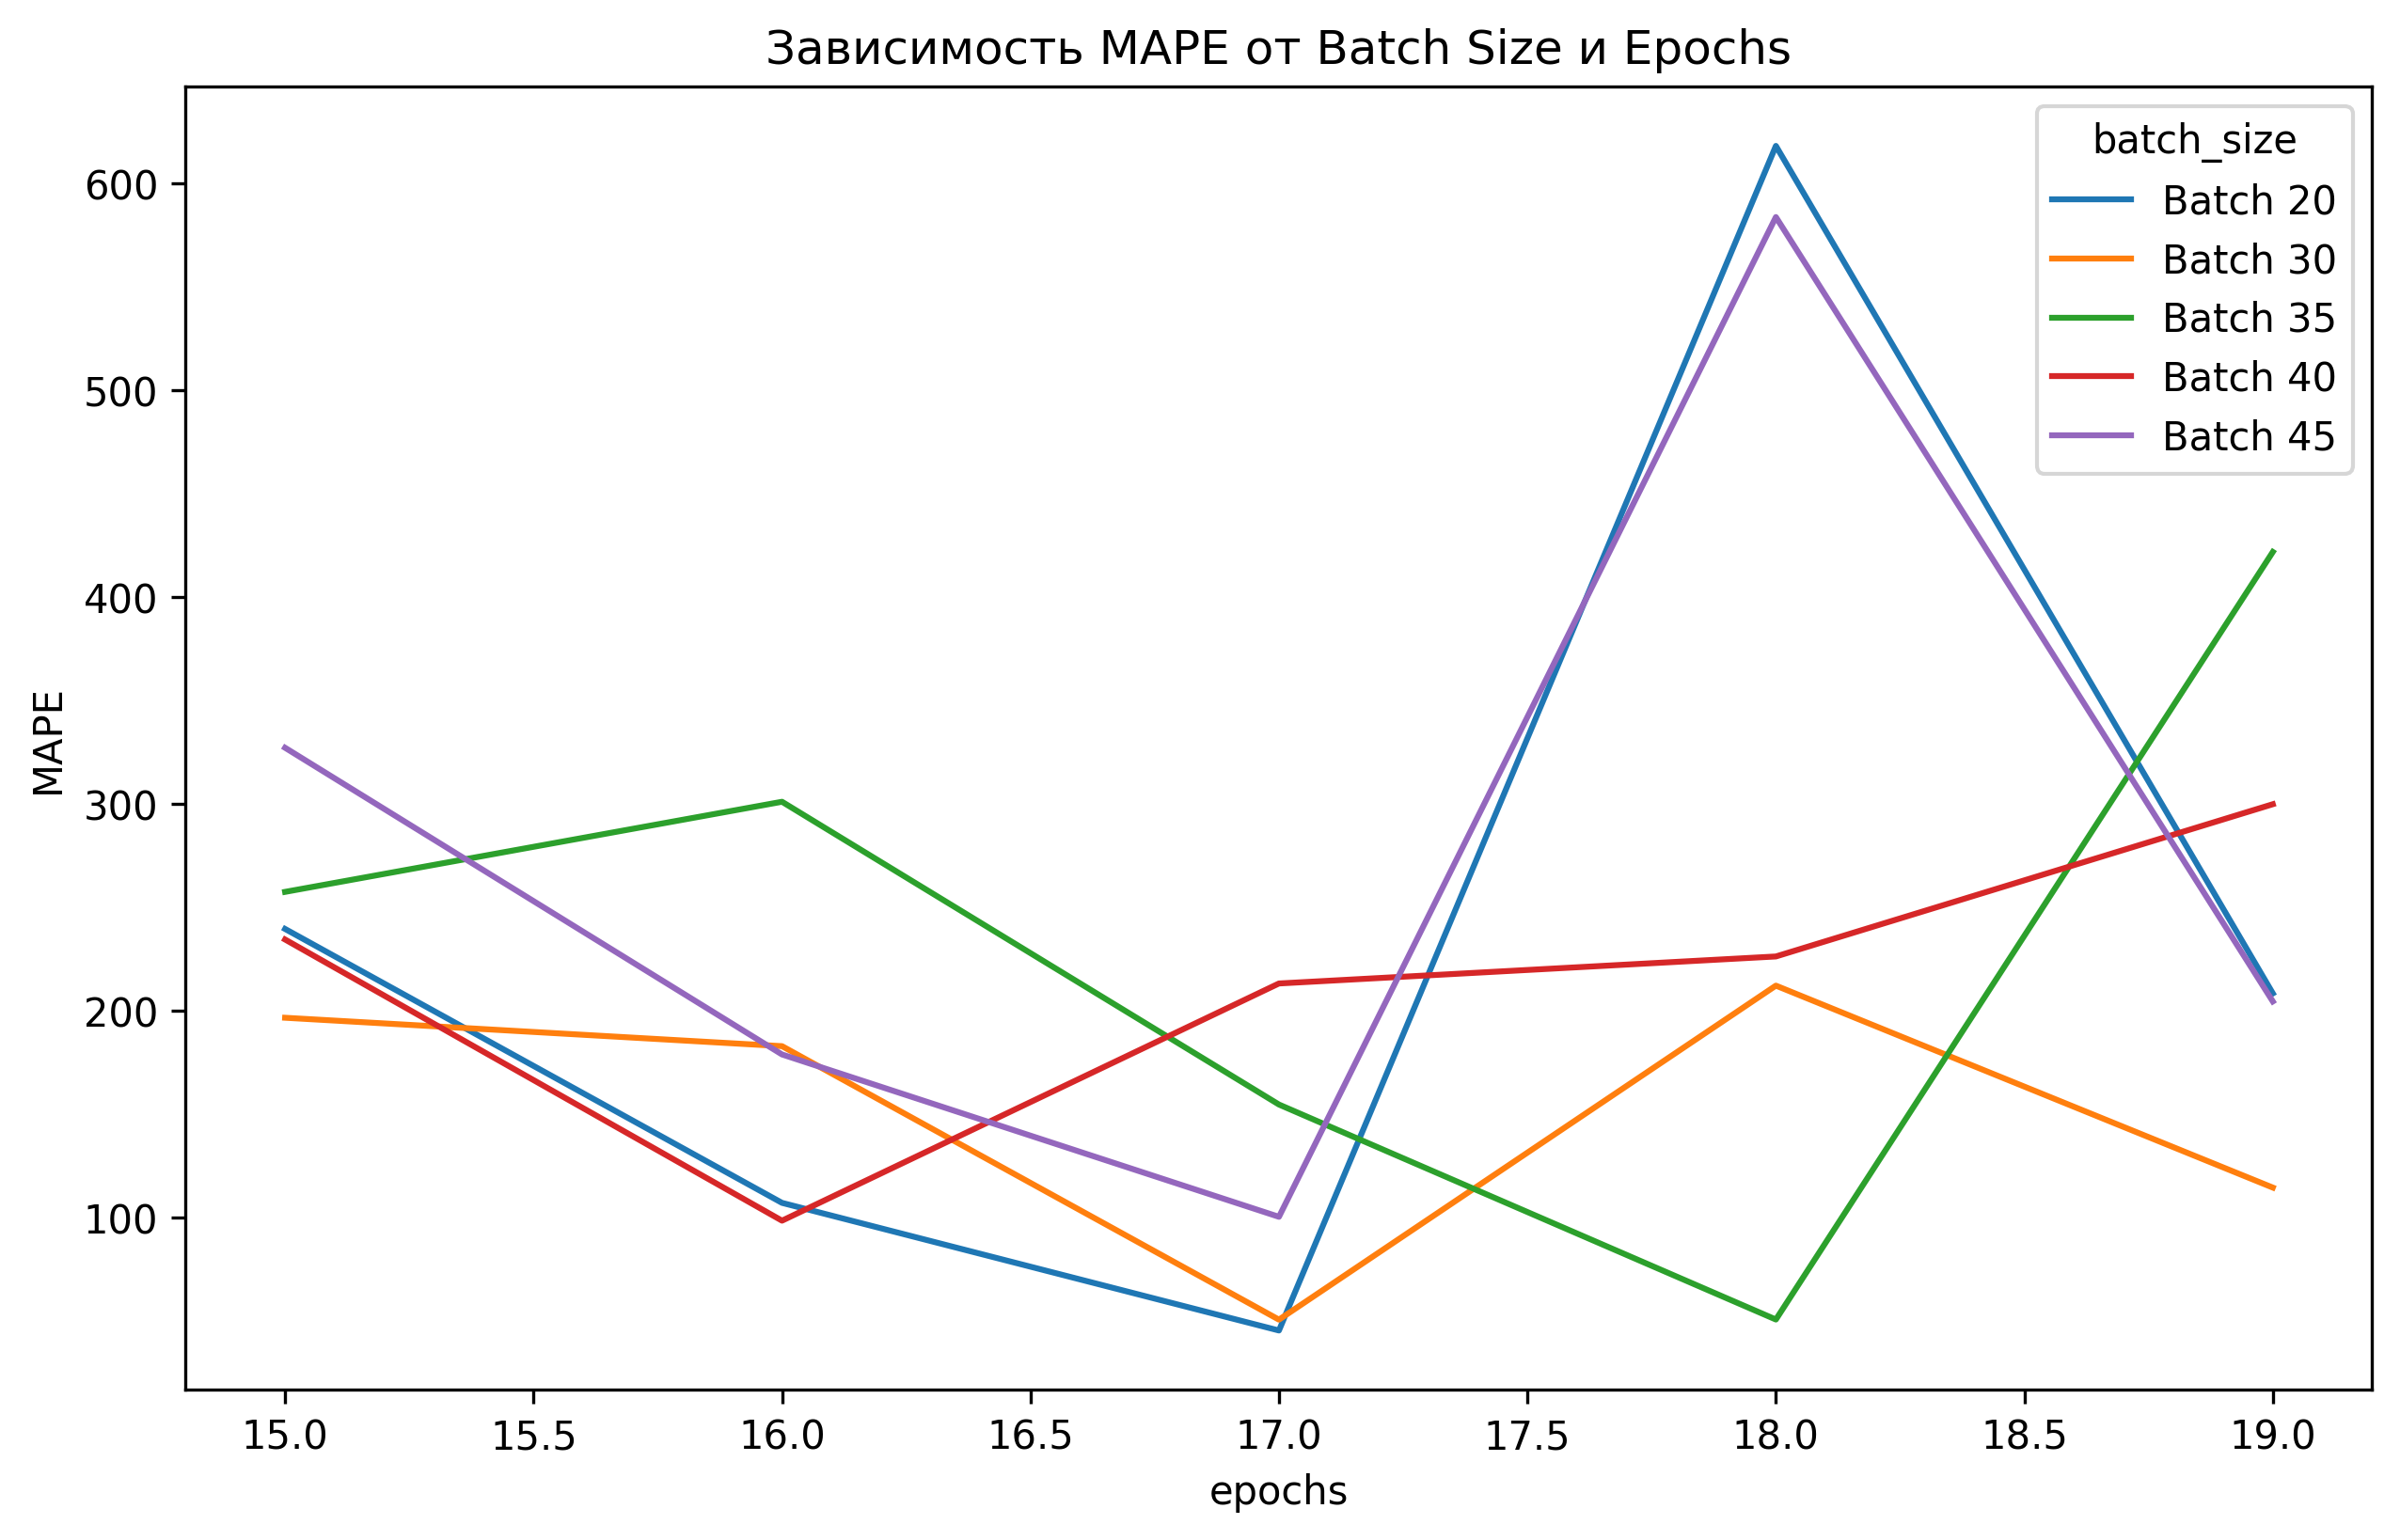 Зависимость MAPE от Batch Size и Epochs
batch_size
Batch 20
Batch 30
Batch 35
Batch 40
Batch 45
600
500
400
300
200
100
MAPE
15.0 15.5 16.0 16.5 17.0 17.5 18.0 18.5 19.0
epochs